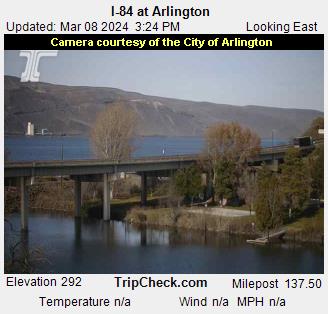 I-84 at Arlington
Updated: Mar 08 2024  3:24 PM Looking East
Camera courtesy of the City of Arlington
Elevation 292 TripCheck.com Milepost 137.50
Temperature n/a Wind n/a MPH n/a